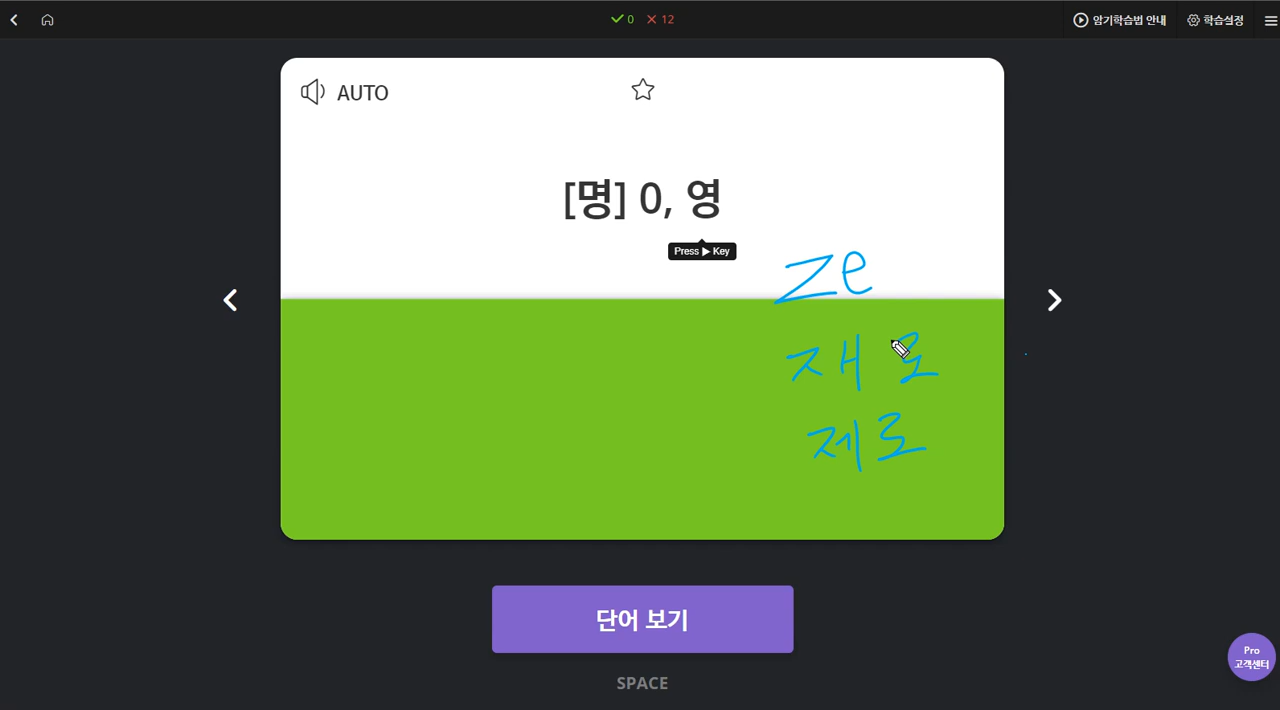 0 12 암기학습법 안내 학습설정
AUTO
[명] 0, 영
Press ▶ Key
ze
재로
제로
단어 보기
SPACE
Pro
고객센터